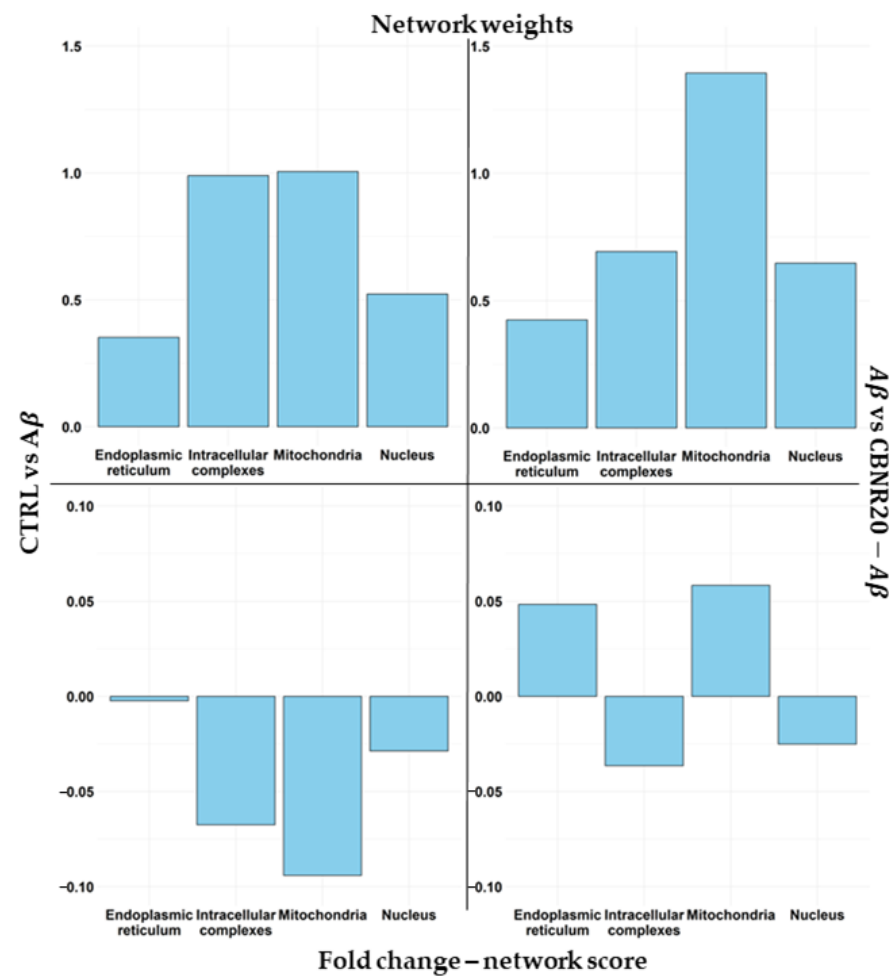 Network weights
1.5
1.0
0.5
0.0
Endoplasmic Intracellular Mitochondria Nucleus
reticulum complexes
1.5
1.0
0.5
0.0
Endoplasmic Intracellular Mitochondria Nucleus
reticulum complexes
CTRL vs Aβ
Aβ vs CBNR20 – Aβ
0.10
0.05
0.00
−0.05
−0.10
Endoplasmic Intracellular Mitochondria Nucleus
reticulum complexes
0.10
0.05
0.00
−0.05
−0.10
Endoplasmic Intracellular Mitochondria Nucleus
reticulum complexes
Fold change – network score